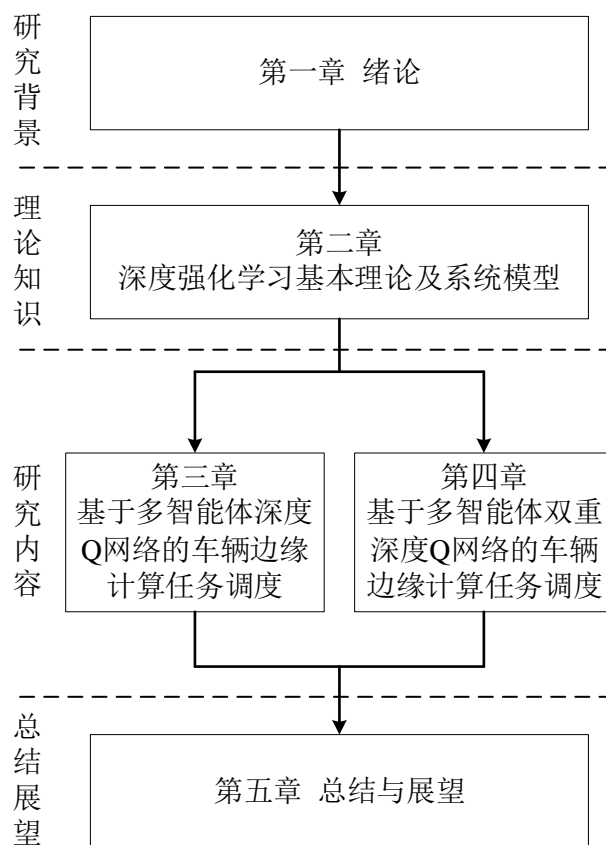 研究背景
第一章 绪论
理论知识
第二章
深度强化学习基本理论及系统模型
研究内容
第三章
基于多智能体深度
Q网络的车辆边缘
计算任务调度
第四章
基于多智能体双重
深度Q网络的车辆
边缘计算任务调度
总结展望
第五章 总结与展望